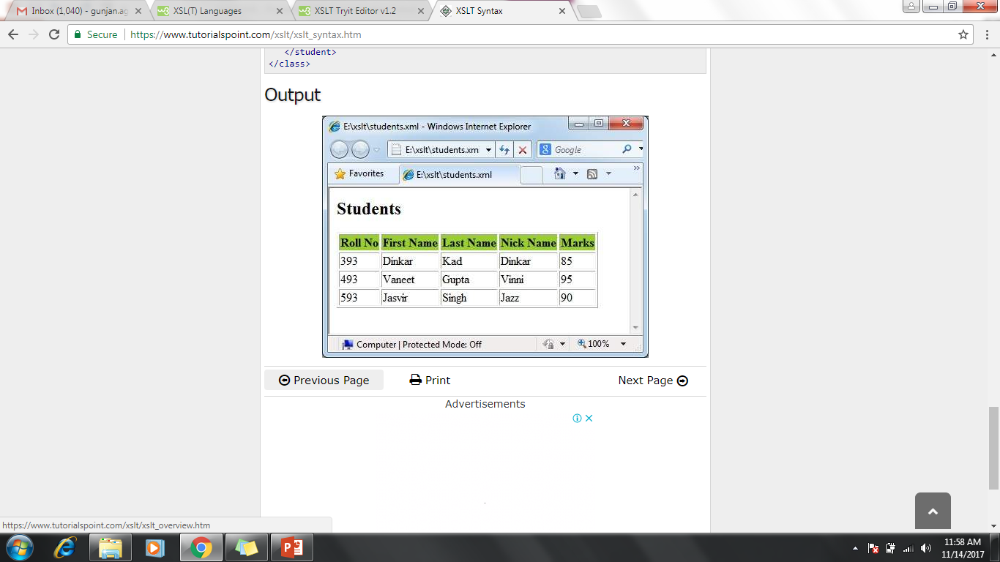 Inbox (1,040) - gunjan.ag
XSL(T) Languages
XSLT Tryit Editor v1.2
XSLT Syntax
Secure
https://www.tutorialspoint.com/xslt/xslt_syntax.htm
</student>
</class>
Output
E:\xslt\students.xml - Windows Internet Explorer
E:\xslt\students.xm
Google
Favorites
E:\xslt\students.xml
Students
Roll No First Name Last Name Nick Name Marks
393 Dinkar Kad Dinkar 85
493 Vaneet Gupta Vinni 95
593 Jasvir Singh Jazz 90
Computer | Protected Mode: Off
100%
Previous Page
Print
Next Page
Advertisements
https://www.tutorialspoint.com/xslt/xslt_overview.htm
11:58 AM
11/14/2017